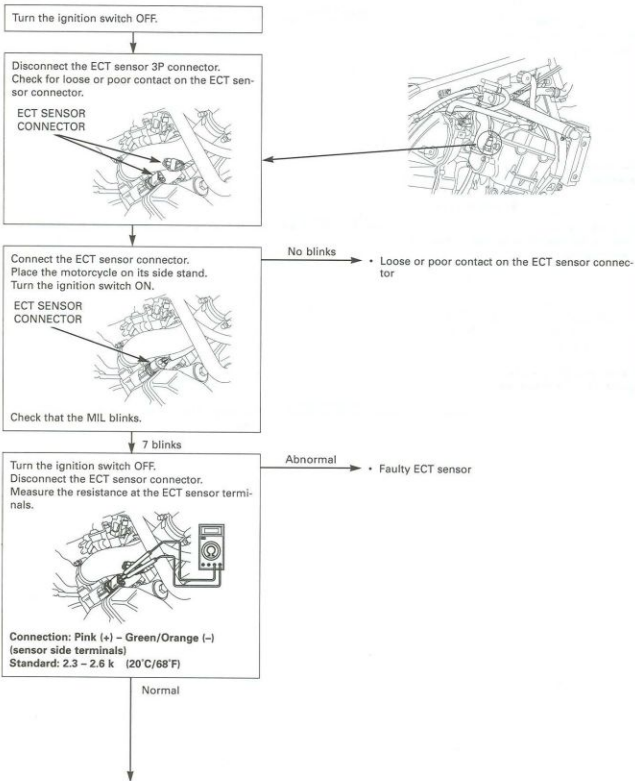 Turn the ignition switch OFF.
Disconnect the ECT sensor 3P connector.
Check for loose or poor contact on the ECT sen-
sor connector.
ECT SENSOR
CONNECTOR
Connect the ECT sensor connector.
Place the motorcycle on its side stand.
Turn the ignition switch ON.
ECT SENSOR
CONNECTOR
Check that the MIL blinks.
No blinks
• Loose or poor contact on the ECT sensor connec-
tor
7 blinks
Turn the ignition switch OFF.
Disconnect the ECT sensor connector.
Measure the resistance at the ECT sensor termi-
nals.
Connection: Pink (+) – Green/Orange (–)
(sensor side terminals)
Standard: 2.3 – 2.6 k (20°C/68°F)
Abnormal
• Faulty ECT sensor
Normal